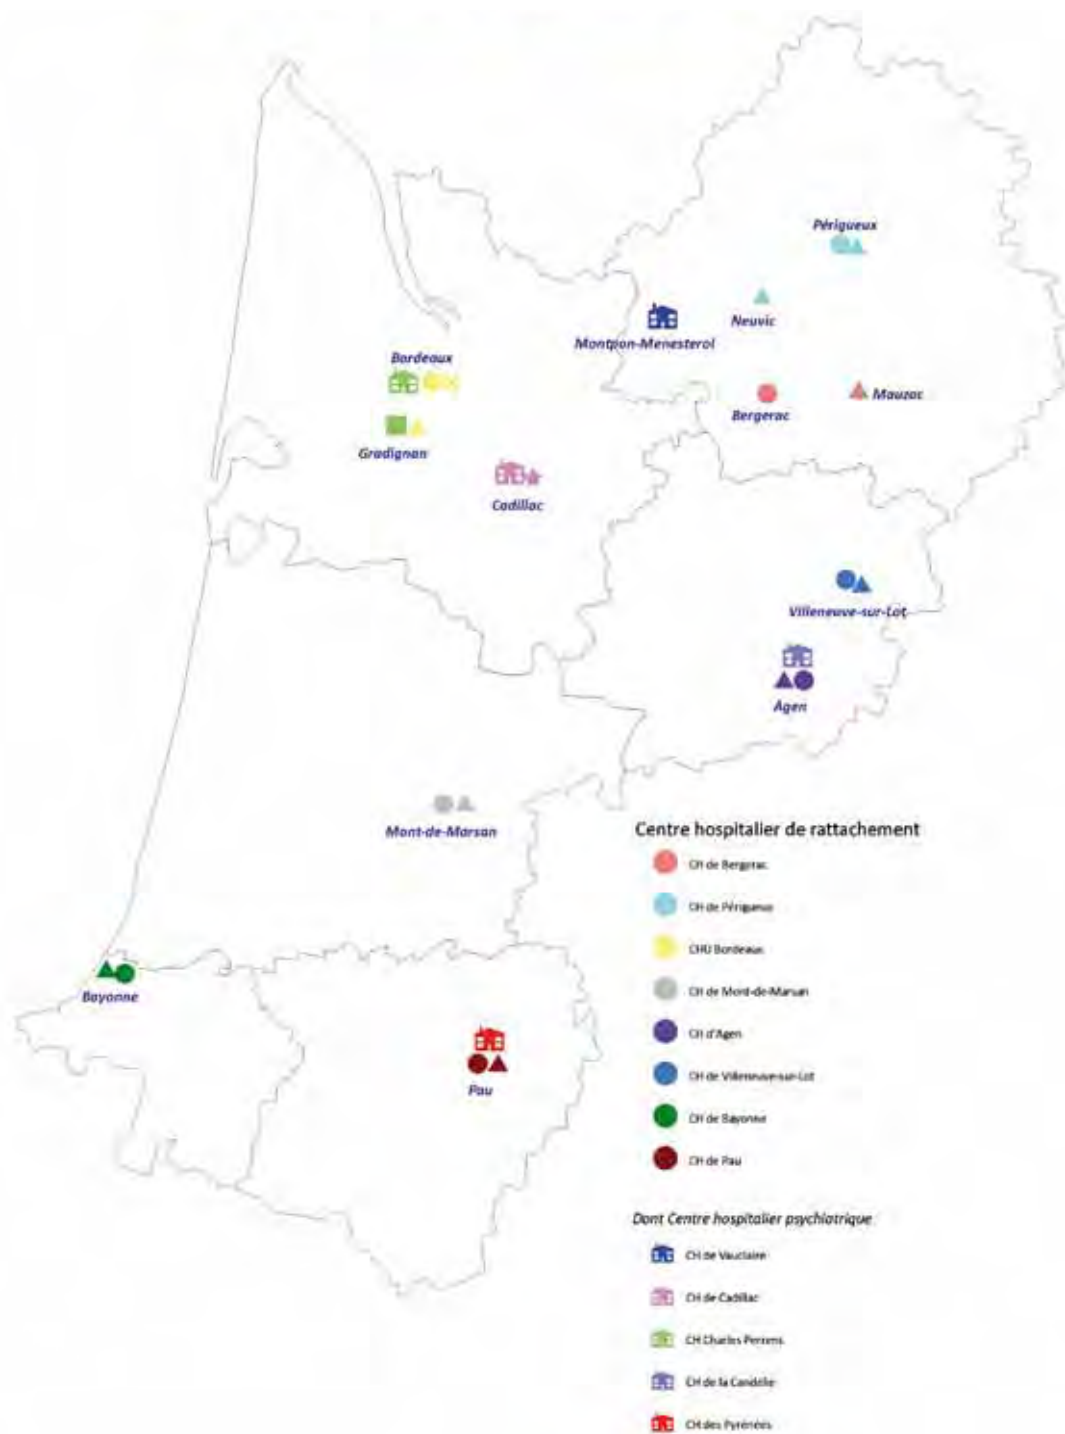 Périgueux
Neuvic
Montpon-Menesterol
Bordeaux
Mauzac
Bergerac
Gradignan
Cadillac
Villeneuve-sur-Lot
Agen
Mont-de-Marsan
Bayonne
Pau
Centre hospitalier de rattachement
CH de Bergerac
CH de Périgueux
CHU Bordeaux
CH de Mont-de-Marsan
CH d'Agen
CH de Villeneuve-sur-Lot
CH de Bayonne
CH de Pau
Dont Centre hospitalier psychiatrique
CH de Vauclaire
CH de Cadillac
CH Charles Perrens
CH de la Candélie
CH des Pyrénées